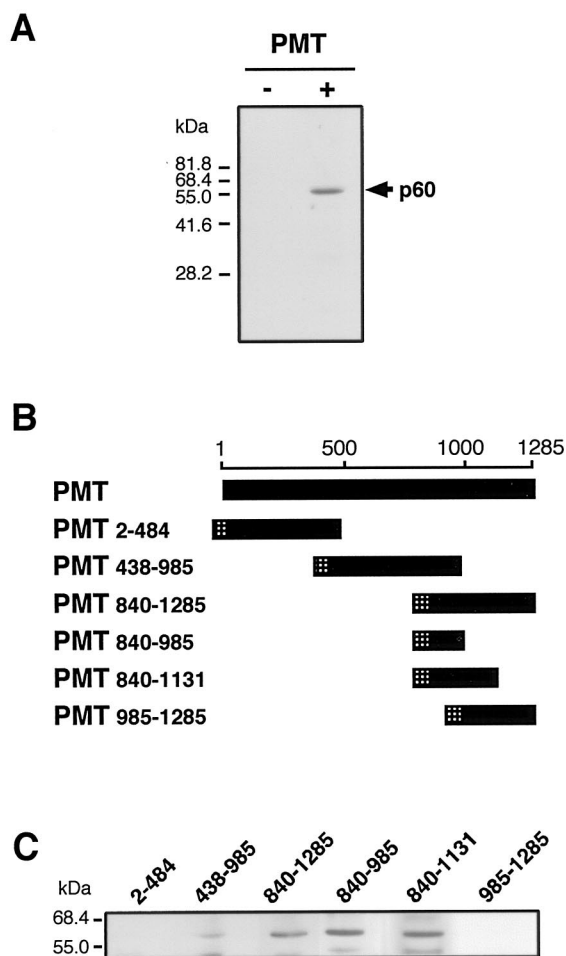 A
PMT
- +
kDa
81.8
68.4
55.0
41.6
28.2
p60
B
1 500 1000 1285
PMT
PMT 2-484
PMT 438-985
PMT 840-1285
PMT 840-985
PMT 840-1131
PMT 985-1285
C
kDa
2-484 438-985 840-1285 840-985 840-1131 985-1285
68.4
55.0